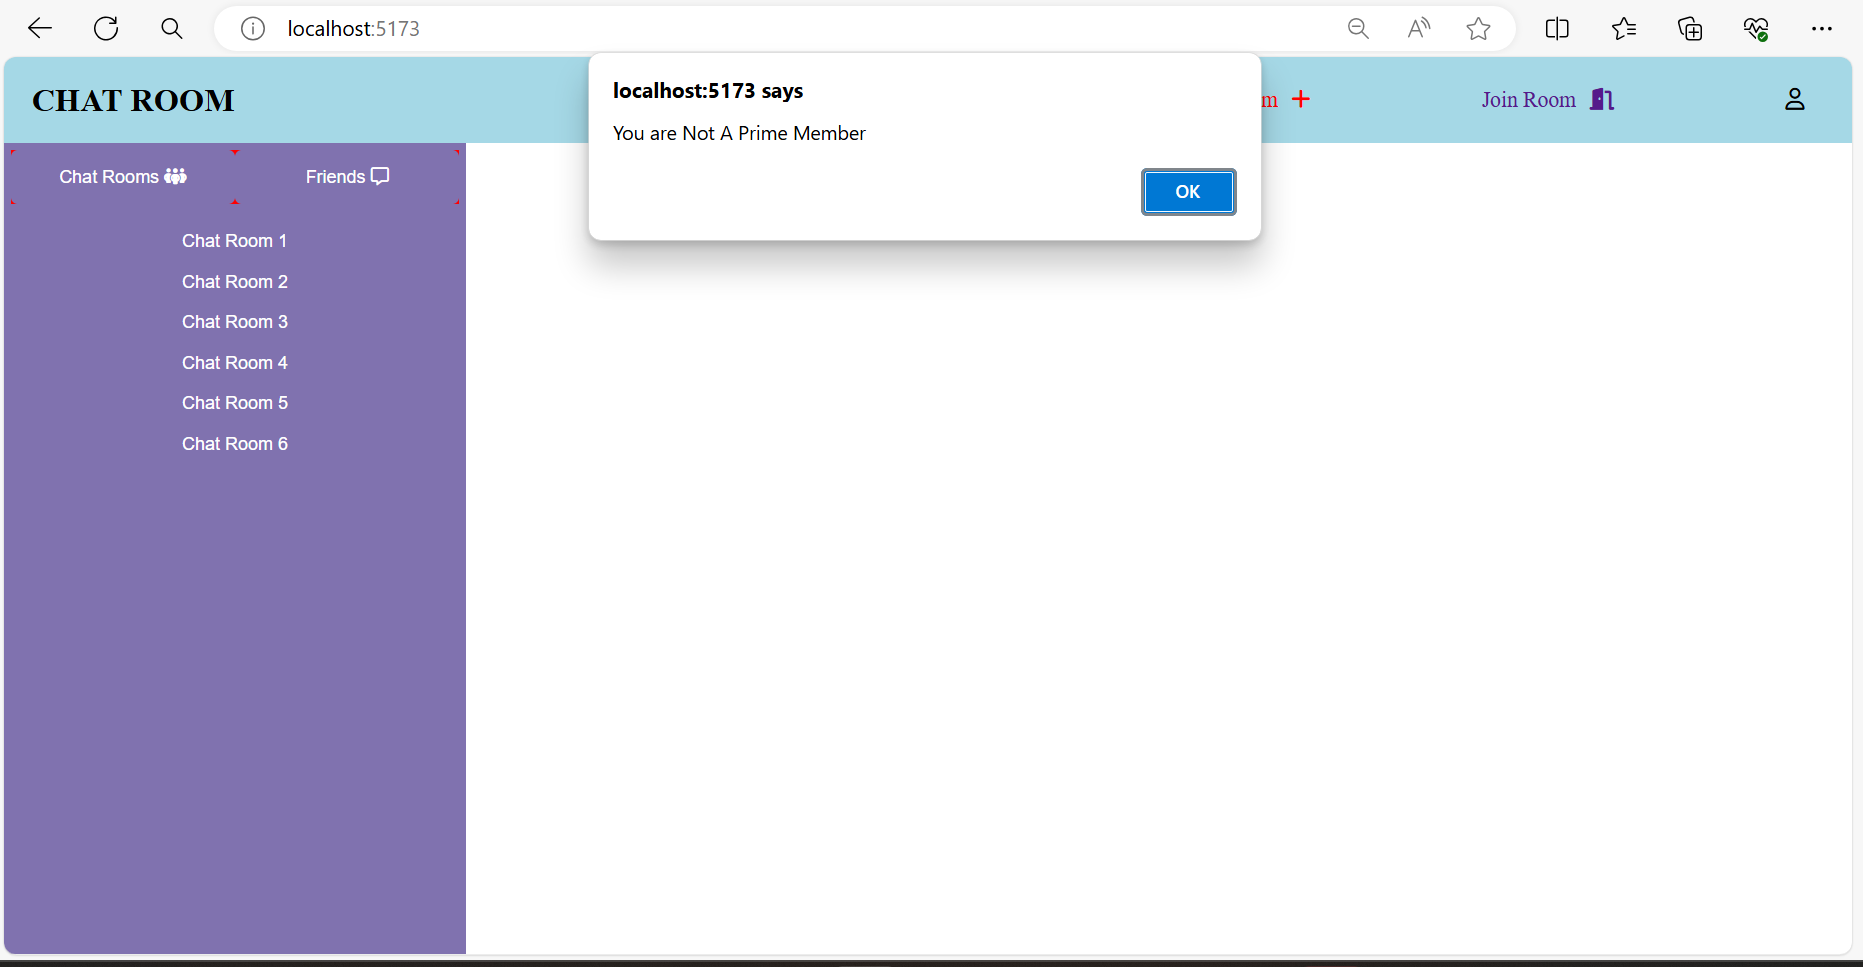 localhost:5173
localhost:5173 says
You are Not A Prime Member
OK
CHAT ROOM
m +
Join Room
Chat Rooms
Friends
Chat Room 1
Chat Room 2
Chat Room 3
Chat Room 4
Chat Room 5
Chat Room 6